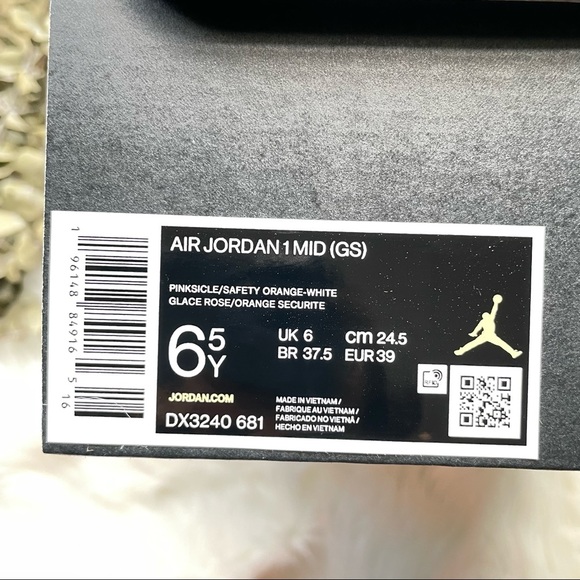 AIR JORDAN 1 MID (GS)
PINKSICLE/SAFETY ORANGE-WHITE
GLACE ROSE/ORANGE SECURITE
6 5 Y
UK 6 cm 24.5
BR 37.5 EUR 39
JORDAN.COM
DX3240 681
MADE IN VIETNAM /
FABRIQUE AU VIETNAM /
FABRICADO NO VIETNÃ /
HECHO EN VIETNAM
1 96148 84916 5 16